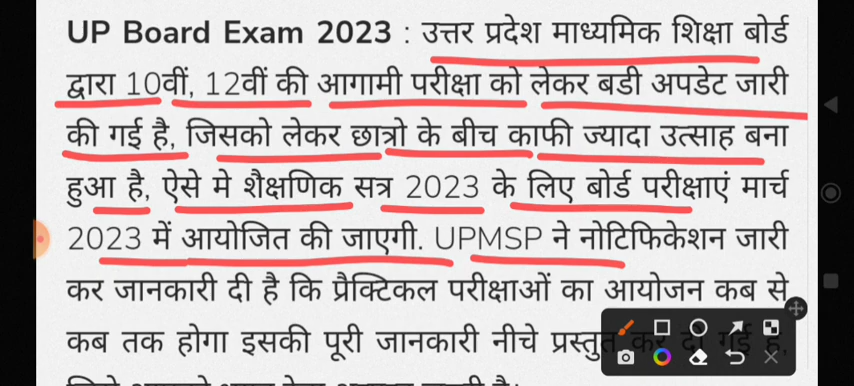 UP Board Exam 2023 : उत्तर प्रदेश माध्यमिक शिक्षा बोर्ड
द्वारा 10वीं, 12वीं की आगामी परीक्षा को लेकर बडी अपडेट जारी
की गई है, जिसको लेकर छात्रो के बीच काफी ज्यादा उत्साह बना
हुआ है, ऐसे मे शैक्षणिक सत्र 2023 के लिए बोर्ड परीक्षाएं मार्च
2023 में आयोजित की जाएगी. UPMSP ने नोटिफिकेशन जारी
कर जानकारी दी है कि प्रैक्टिकल परीक्षाओं का आयोजन कब से
कब तक होगा इसकी पूरी जानकारी नीचे प्रस्तुत कर दी गई है,